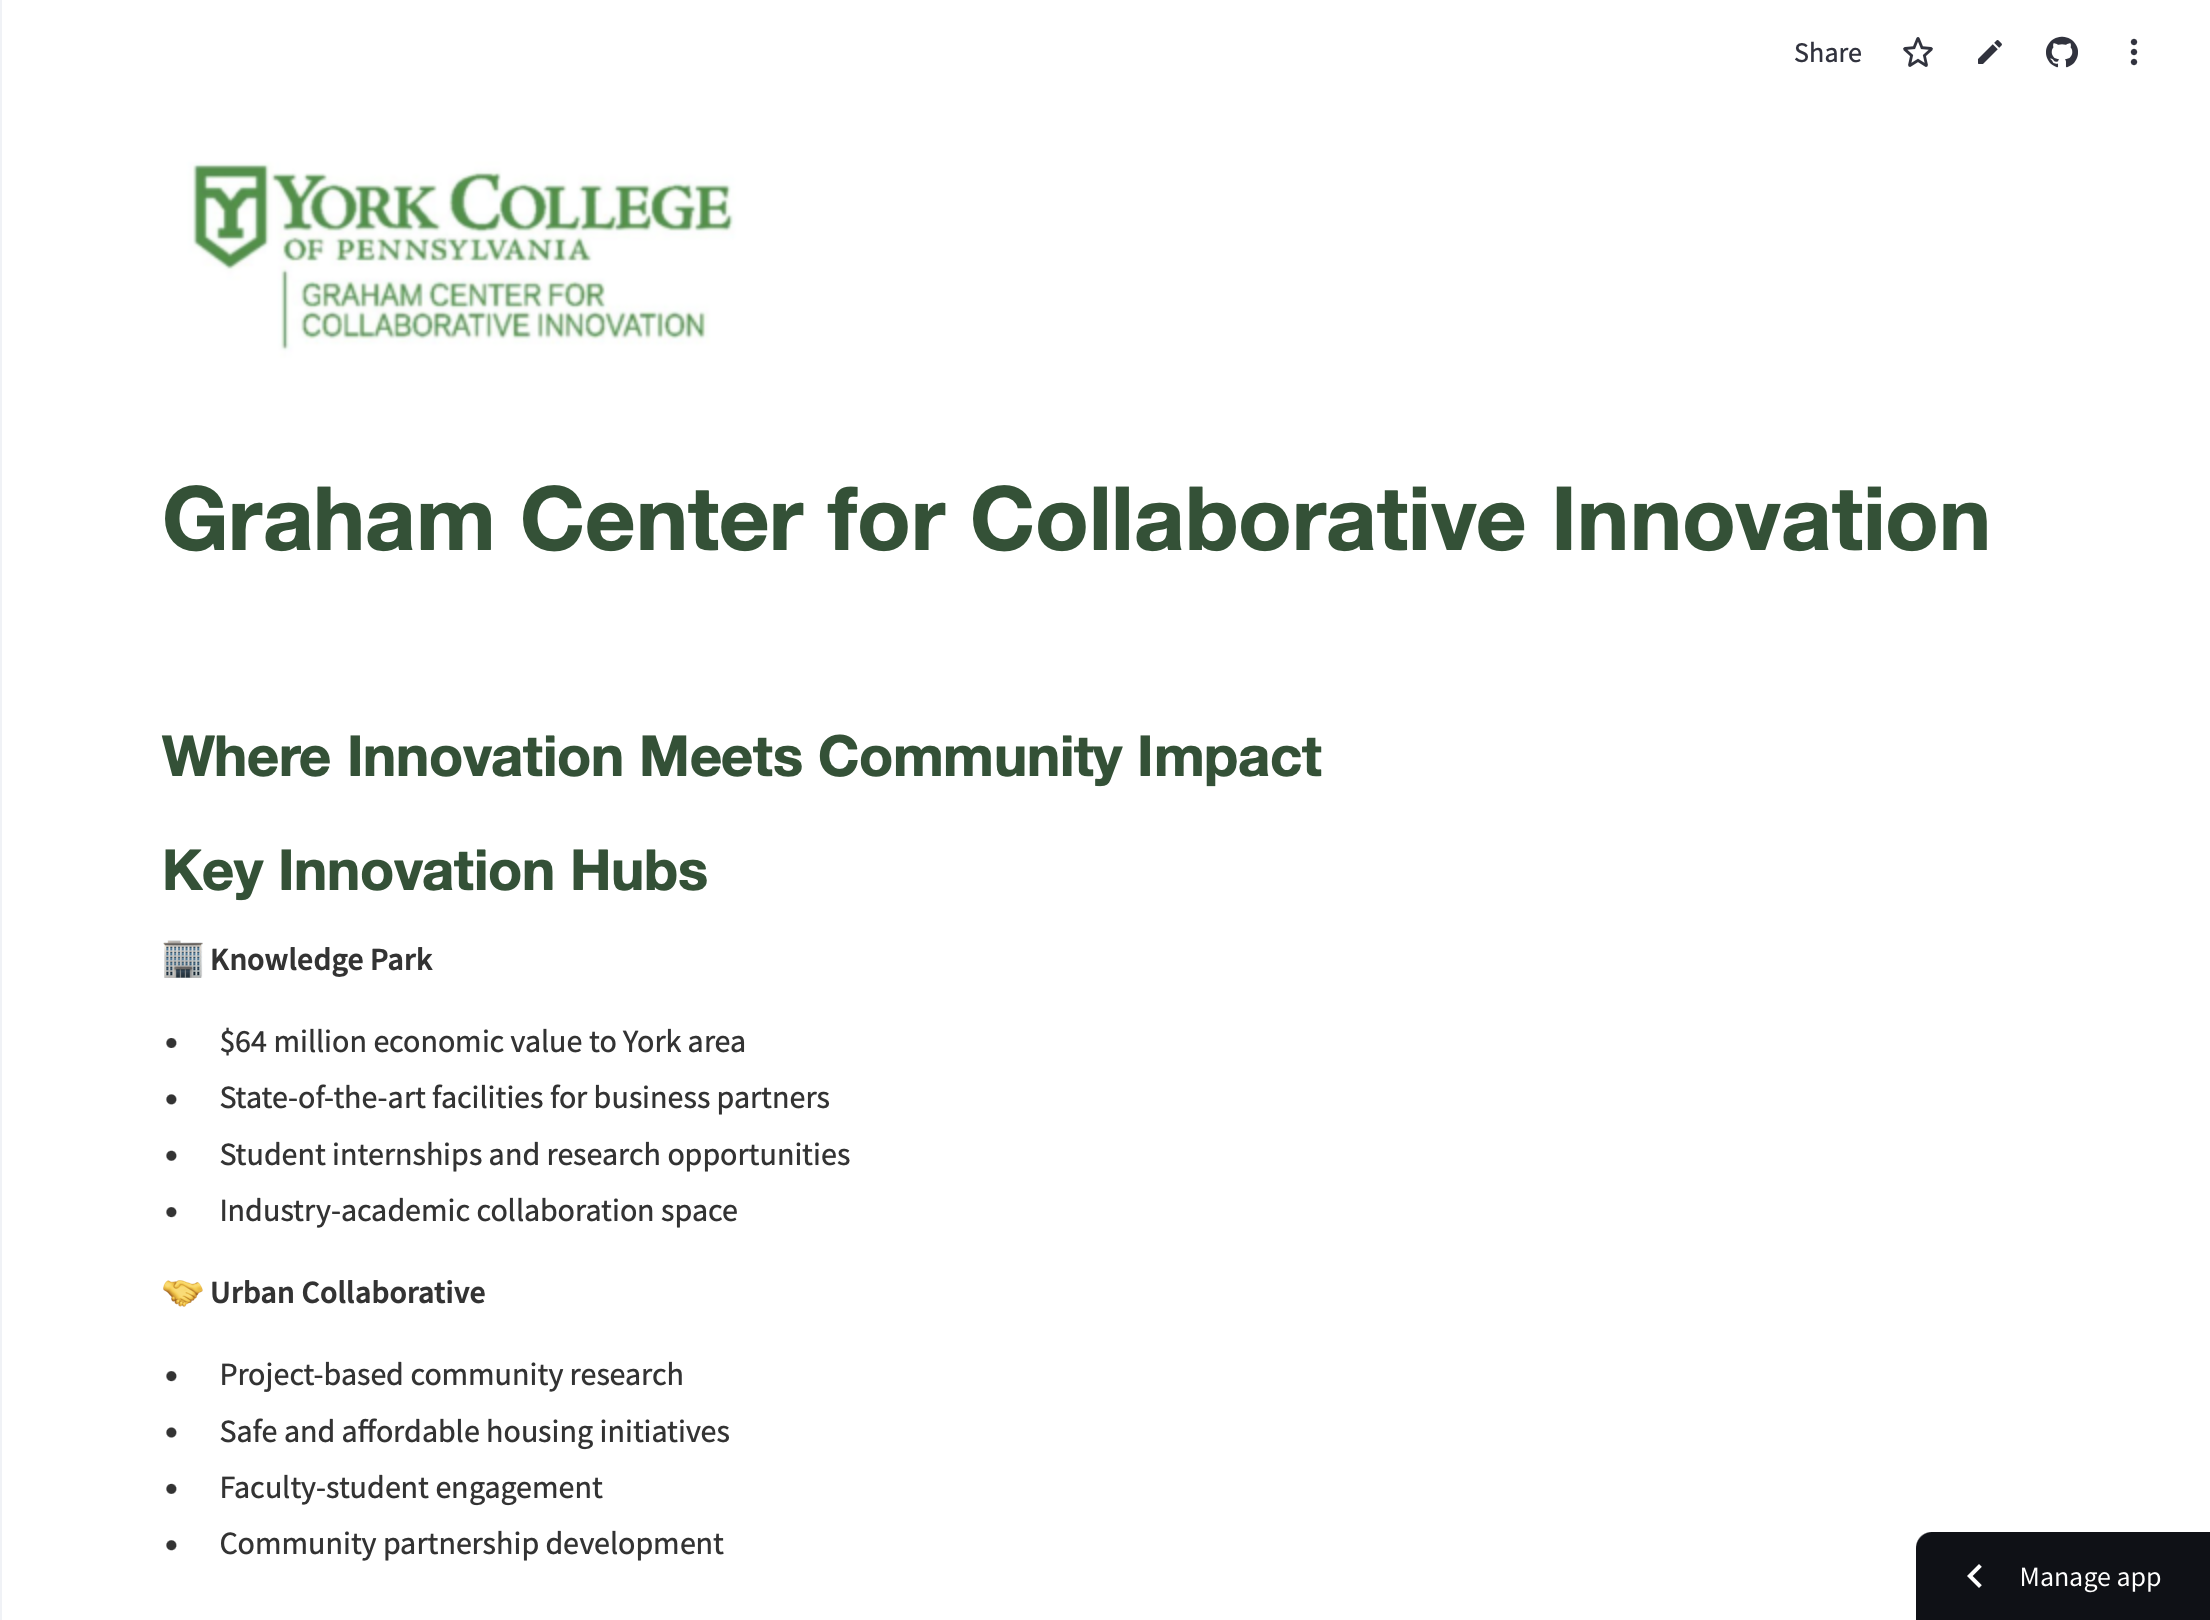 Share
YORK COLLEGE
OF PENNSYLVANIA
GRAHAM CENTER FOR
COLLABORATIVE INNOVATION
Graham Center for Collaborative Innovation
Where Innovation Meets Community Impact
Key Innovation Hubs
🏢 Knowledge Park
• $64 million economic value to York area
• State-of-the-art facilities for business partners
• Student internships and research opportunities
• Industry-academic collaboration space
🤝 Urban Collaborative
• Project-based community research
• Safe and affordable housing initiatives
• Faculty-student engagement
• Community partnership development
Manage app